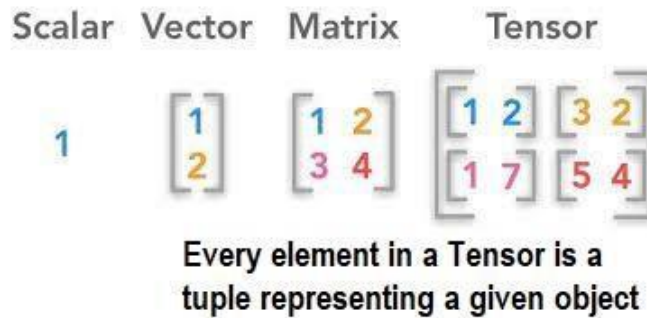 Scalar Vector Matrix Tensor
1 1 2 1 2 3 4 1 2 3 2 1 7 5 4
Every element in a Tensor is a
tuple representing a given object